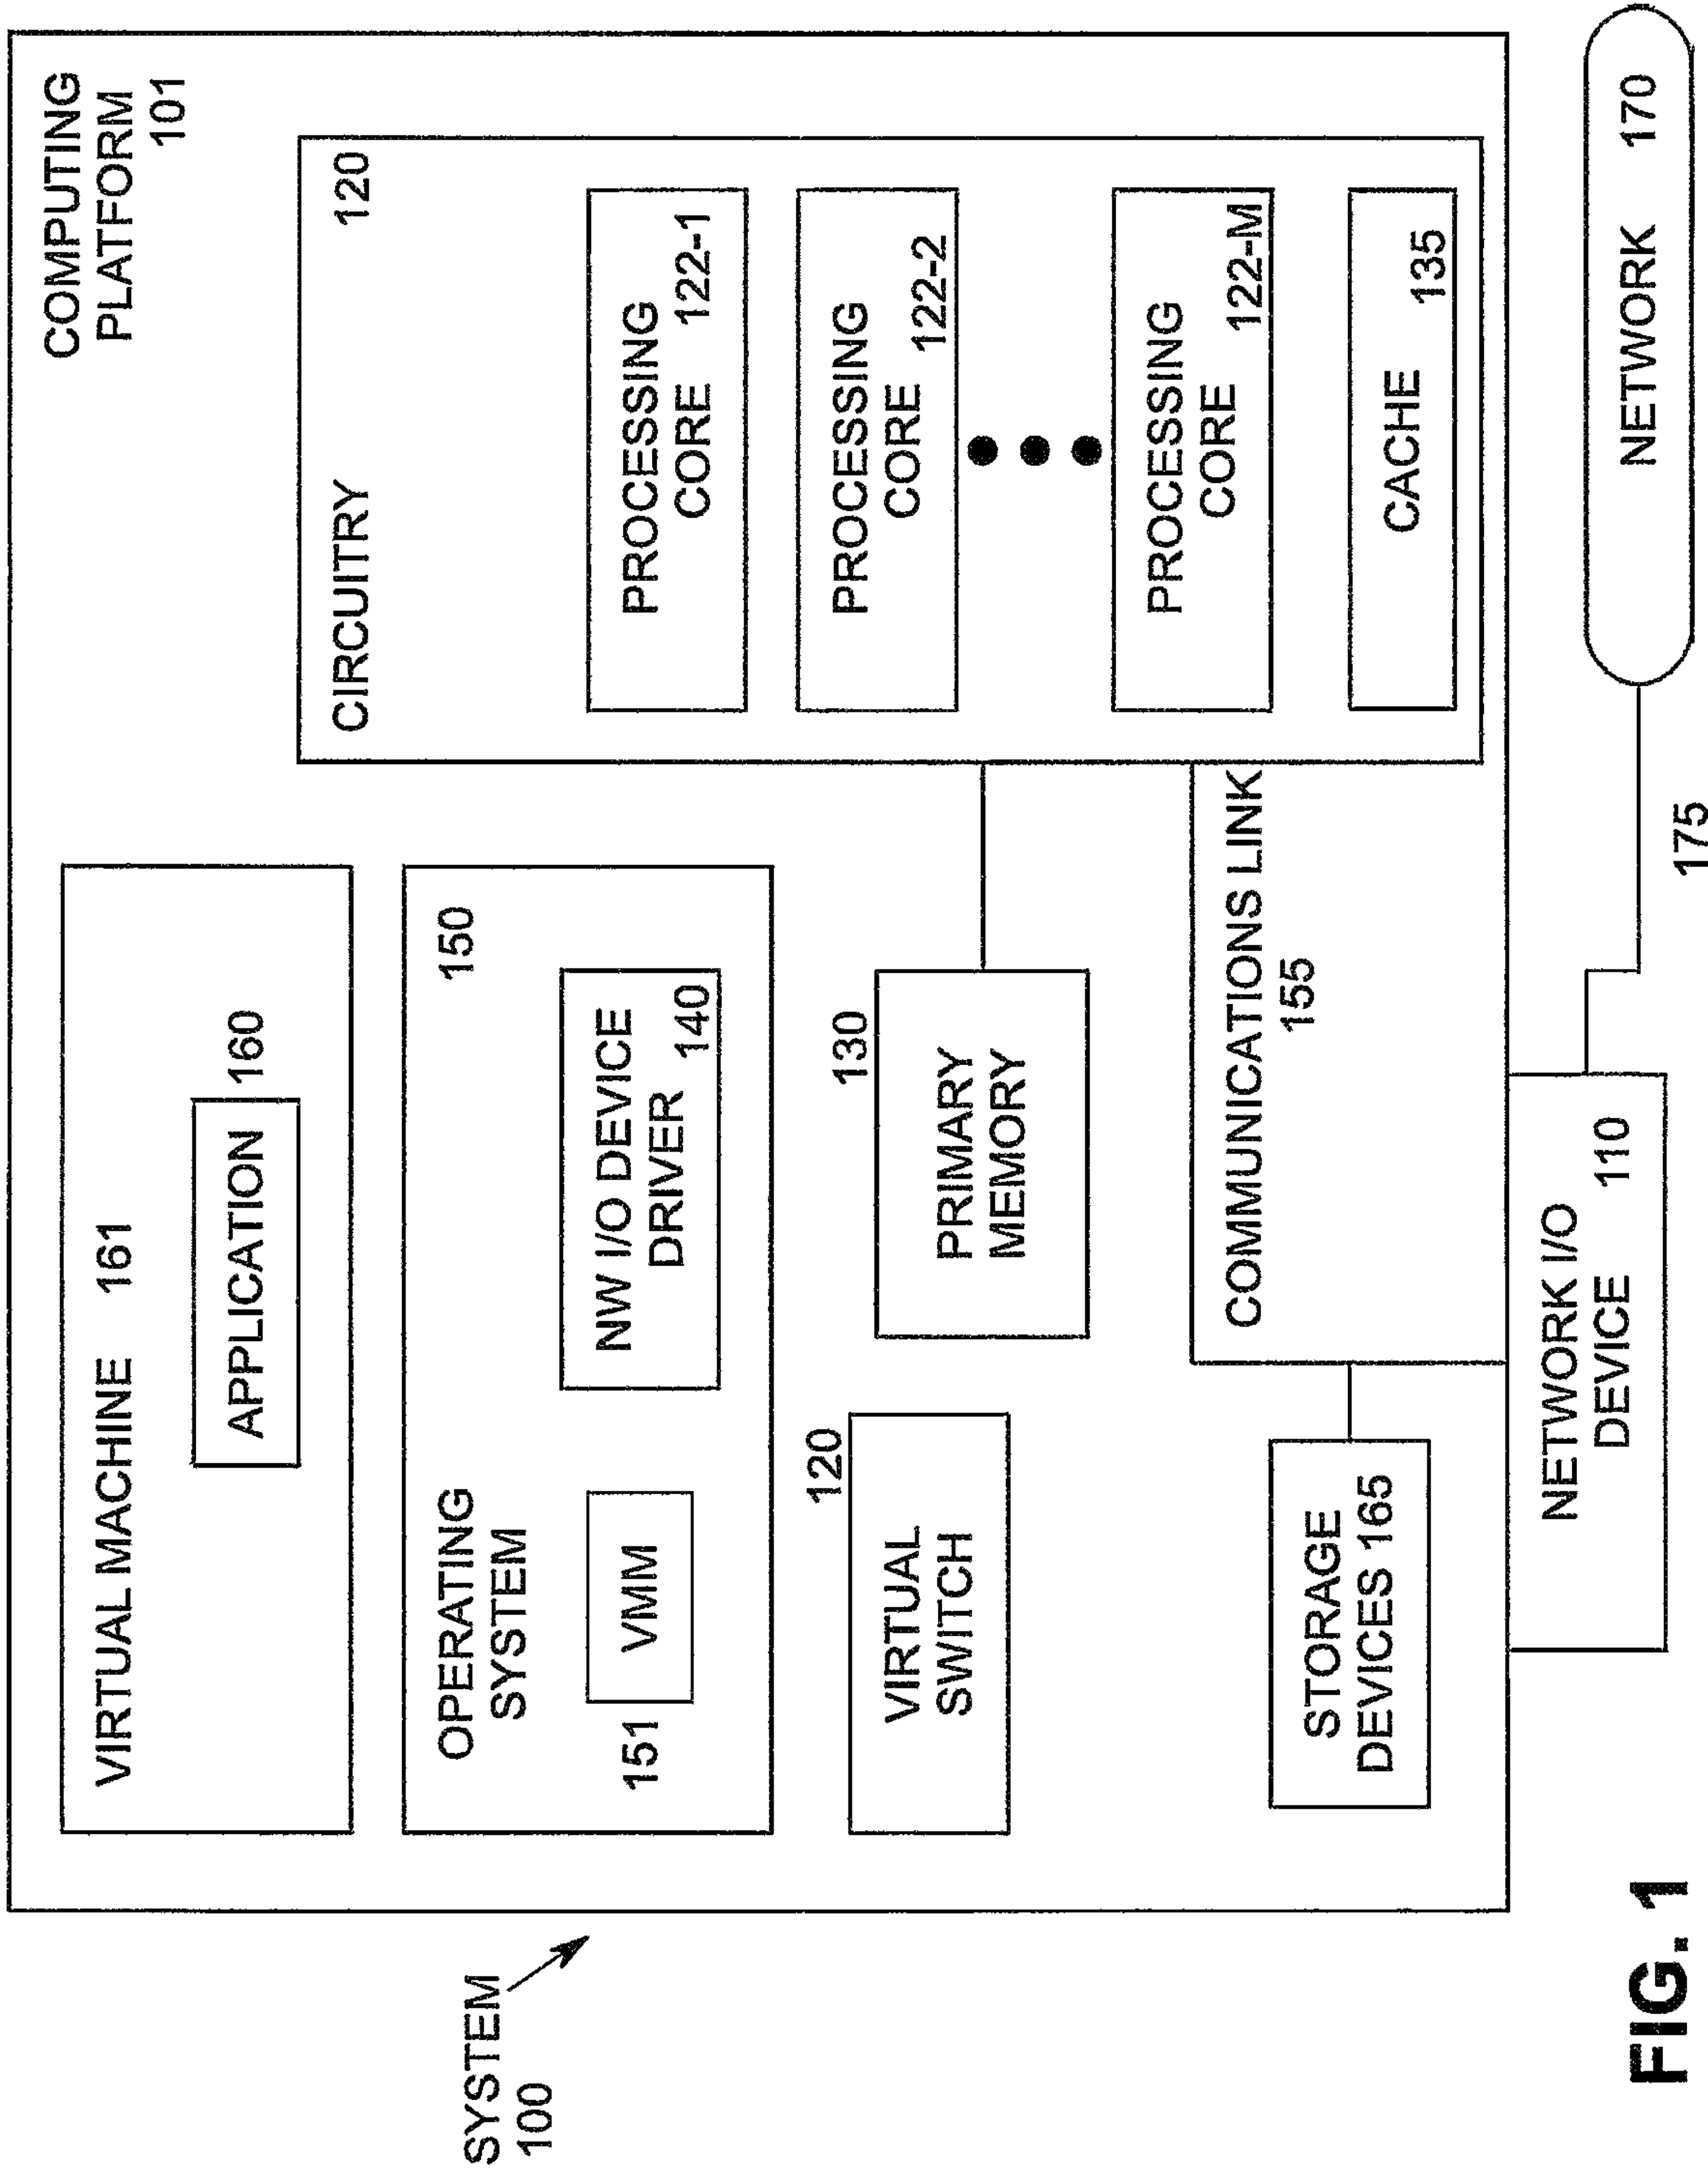 COMPUTING
PLATFORM
101
VIRTUAL MACHINE 161
APPLICATION 160
OPERATING
SYSTEM
150
151
VMM
NW I/O DEVICE
DRIVER
140
CIRCUITRY
120
PROCESSING
CORE 122-1
PROCESSING
CORE 122-2
PROCESSING
CORE 122-M
CACHE 135
120
VIRTUAL
SWITCH
130
PRIMARY
MEMORY
COMMUNICATIONS LINK
155
STORAGE
DEVICES 165
NETWORK I/O
DEVICE 110
175
NETWORK 170
SYSTEM
100
FIG. 1